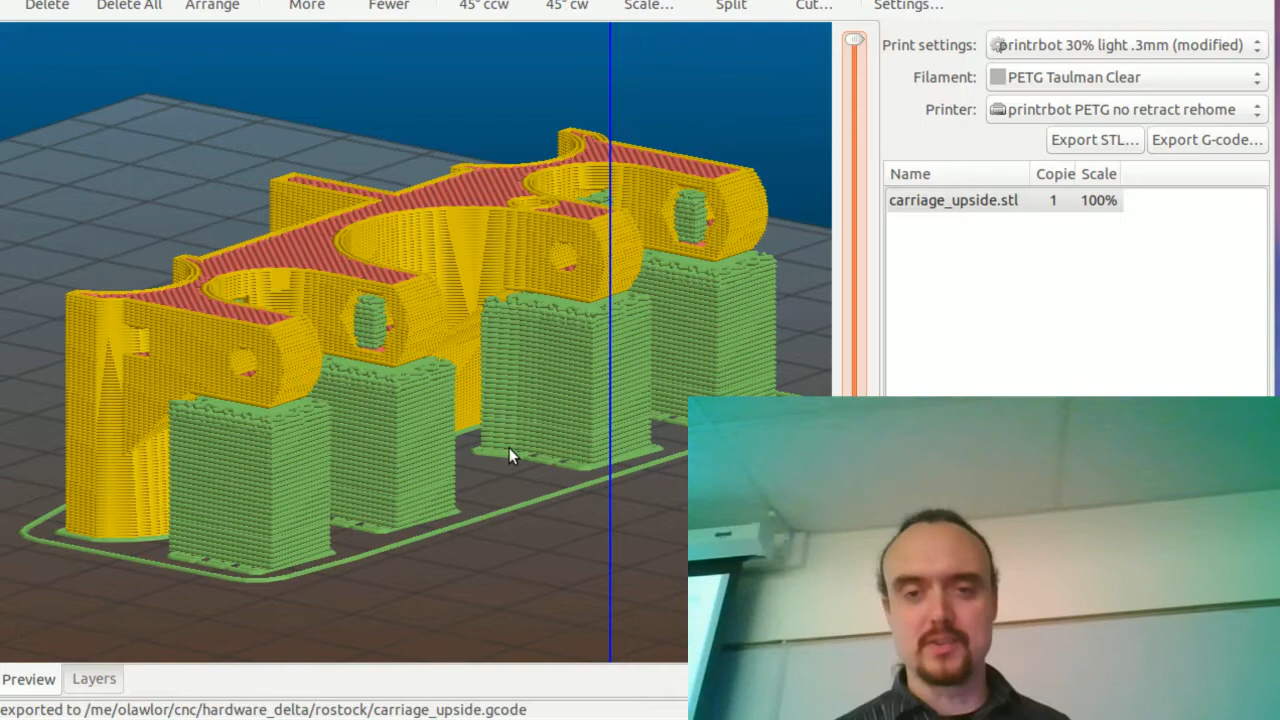 Delete Delete All Arrange More Fewer 45° ccw 45° cw Scale... Split Cut... Settings...
Print settings: printrbot 30% light .3mm (modified)
Filament: PETG Taulman Clear
Printer: printrbot PETG no retract rehome
Export STL... Export G-code...
Name Copie Scale
carriage_upside.stl 1 100%
Preview Layers
exported to /me/olawlor/cnc/hardware_delta/rostock/carriage_upside.gcode